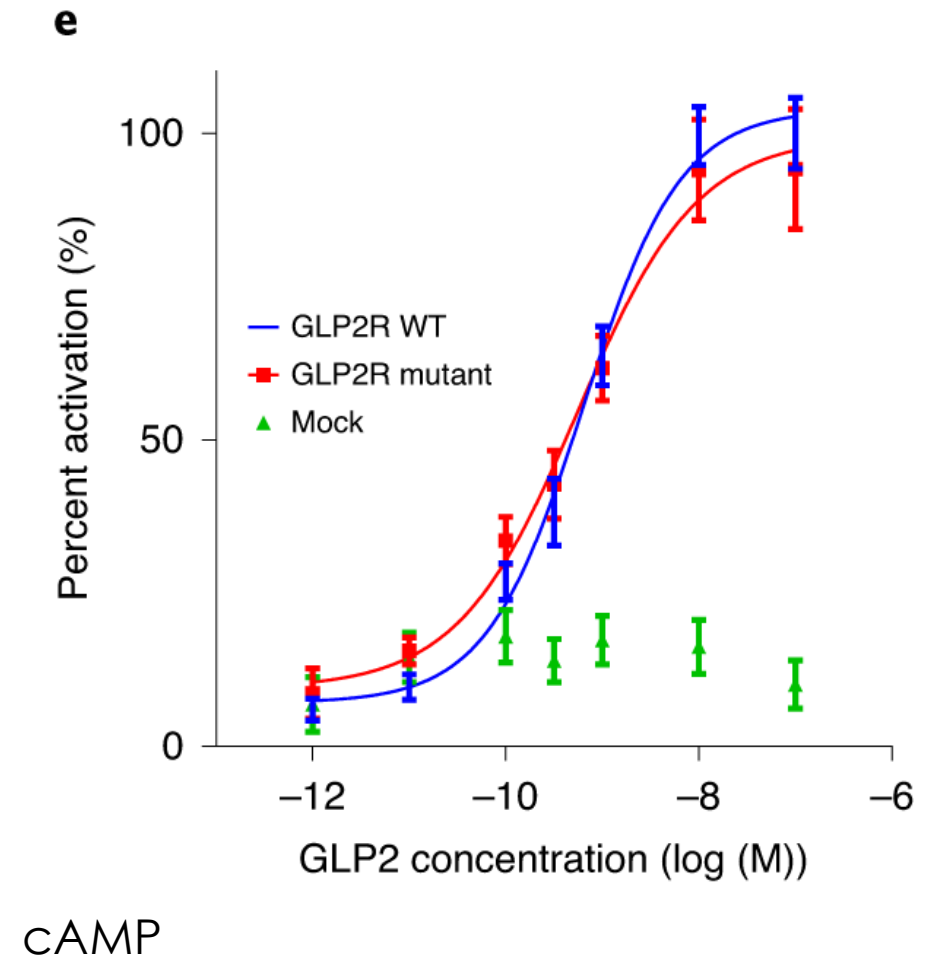 e
100
Percent activation (%)
GLP2R WT
GLP2R mutant
50
Mock
0
–12 –10 –8 –6
GLP2 concentration (log (M))
cAMP